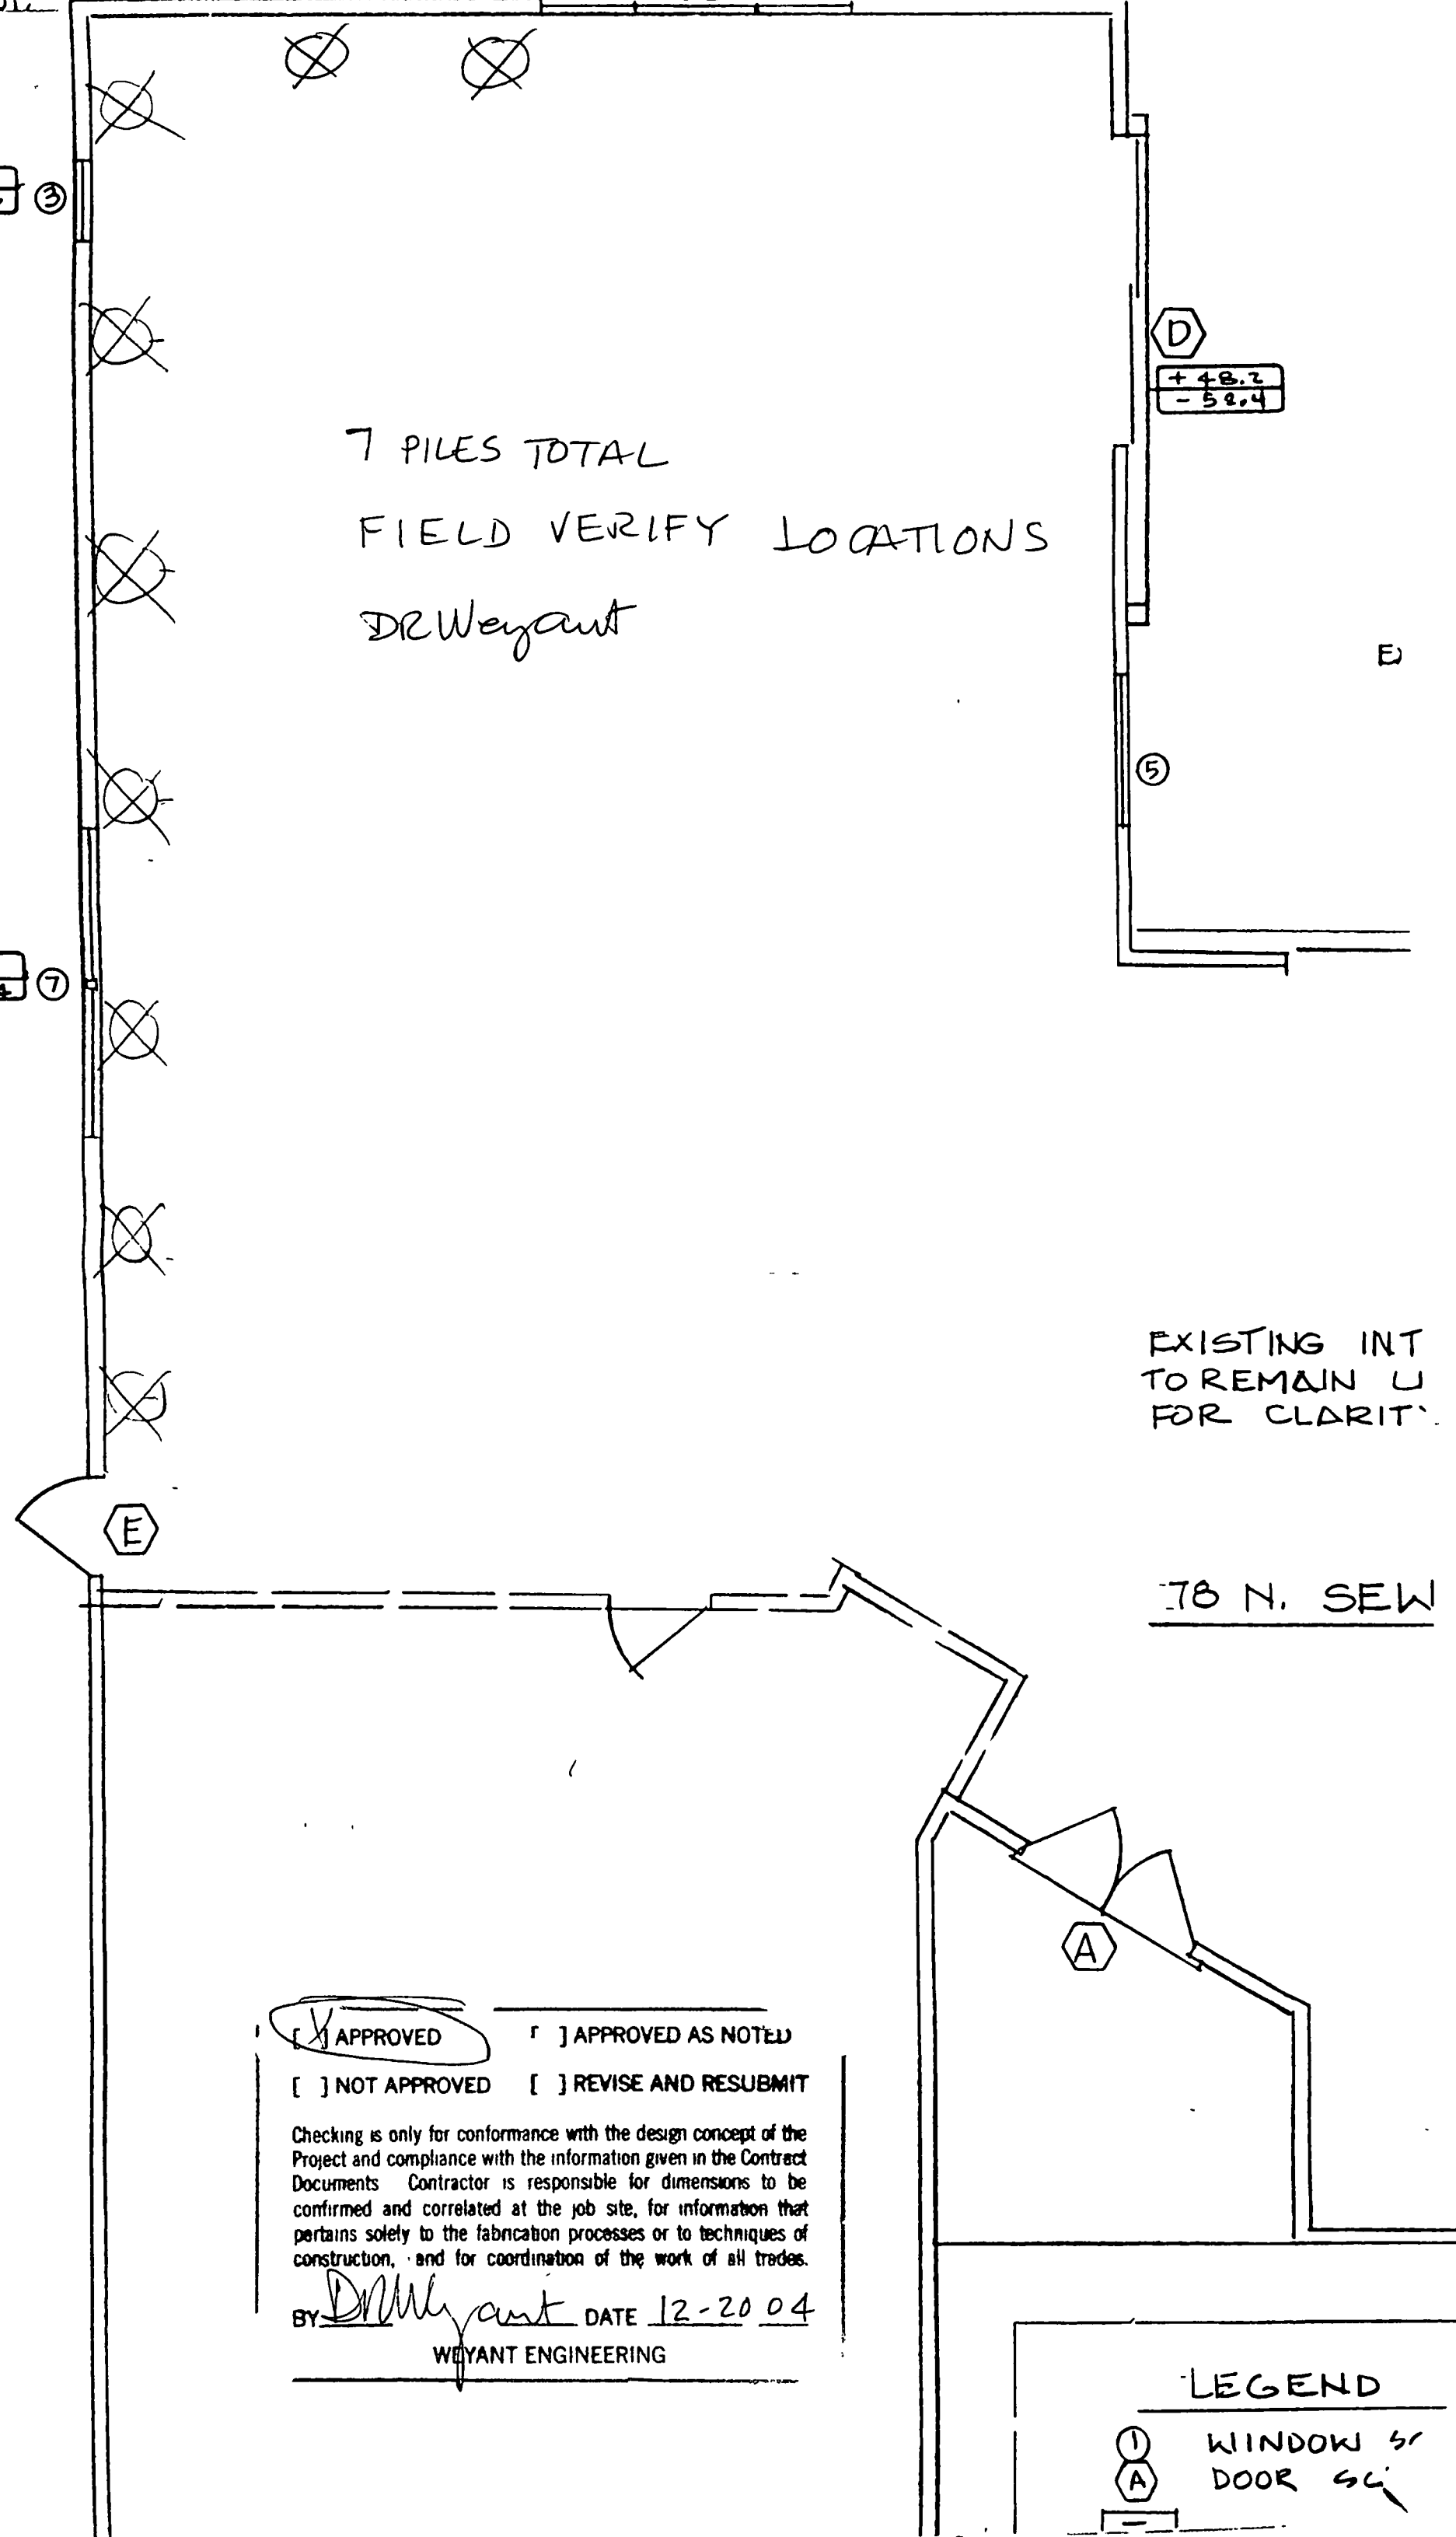 3
D
+ 48.2
- 52.4
7 PILES TOTAL
FIELD VERIFY LOCATIONS
DRWeyant
E
5
7
EXISTING INT
TO REMAIN U
FOR CLARIT
E
78 N. SEW
A
[X] APPROVED [ ] APPROVED AS NOTED
[ ] NOT APPROVED [ ] REVISE AND RESUBMIT
Checking is only for conformance with the design concept of the
Project and compliance with the information given in the Contract
Documents Contractor is responsible for dimensions to be
confirmed and correlated at the job site, for information that
pertains solely to the fabrication processes or to techniques of
construction, and for coordination of the work of all trades.
BY DRWeyant DATE 12-20 04
WEYANT ENGINEERING
LEGEND
1 WINDOW
A DOOR